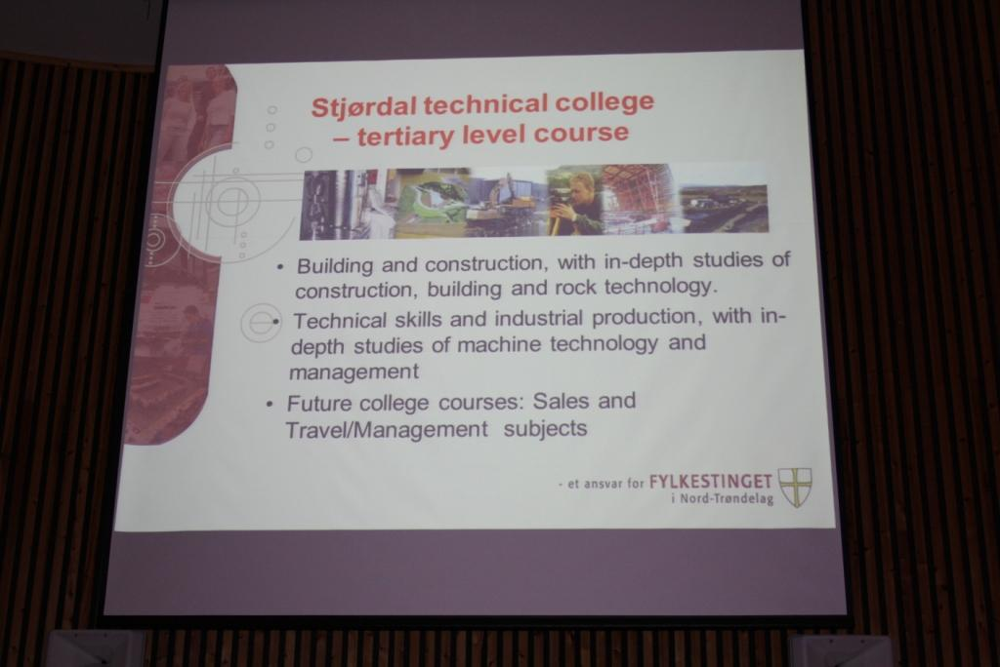 Stjørdal technical college
– tertiary level course
• Building and construction, with in-depth studies of
construction, building and rock technology.
• Technical skills and industrial production, with in-
depth studies of machine technology and
management
• Future college courses: Sales and
Travel/Management subjects
- et ansvar for FYLKESTINGET
i Nord-Trøndelag